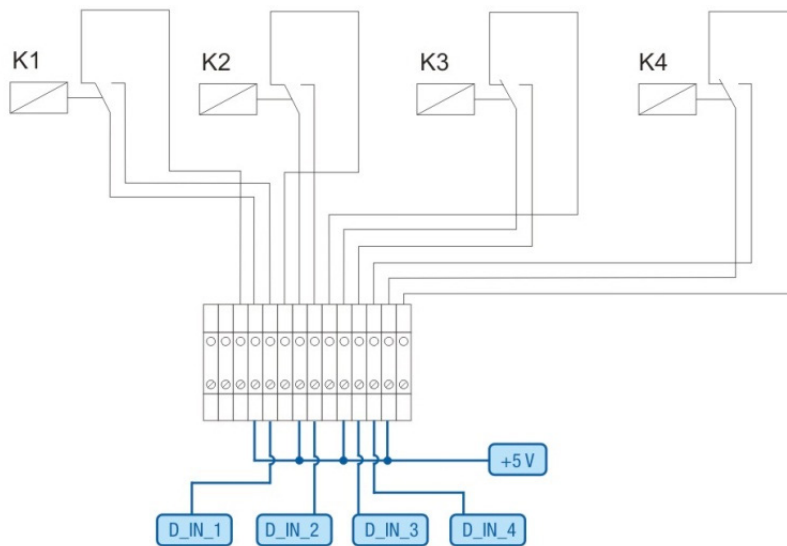 K1
K2
K3
K4
+5 V
D_IN_1
D_IN_2
D_IN_3
D_IN_4